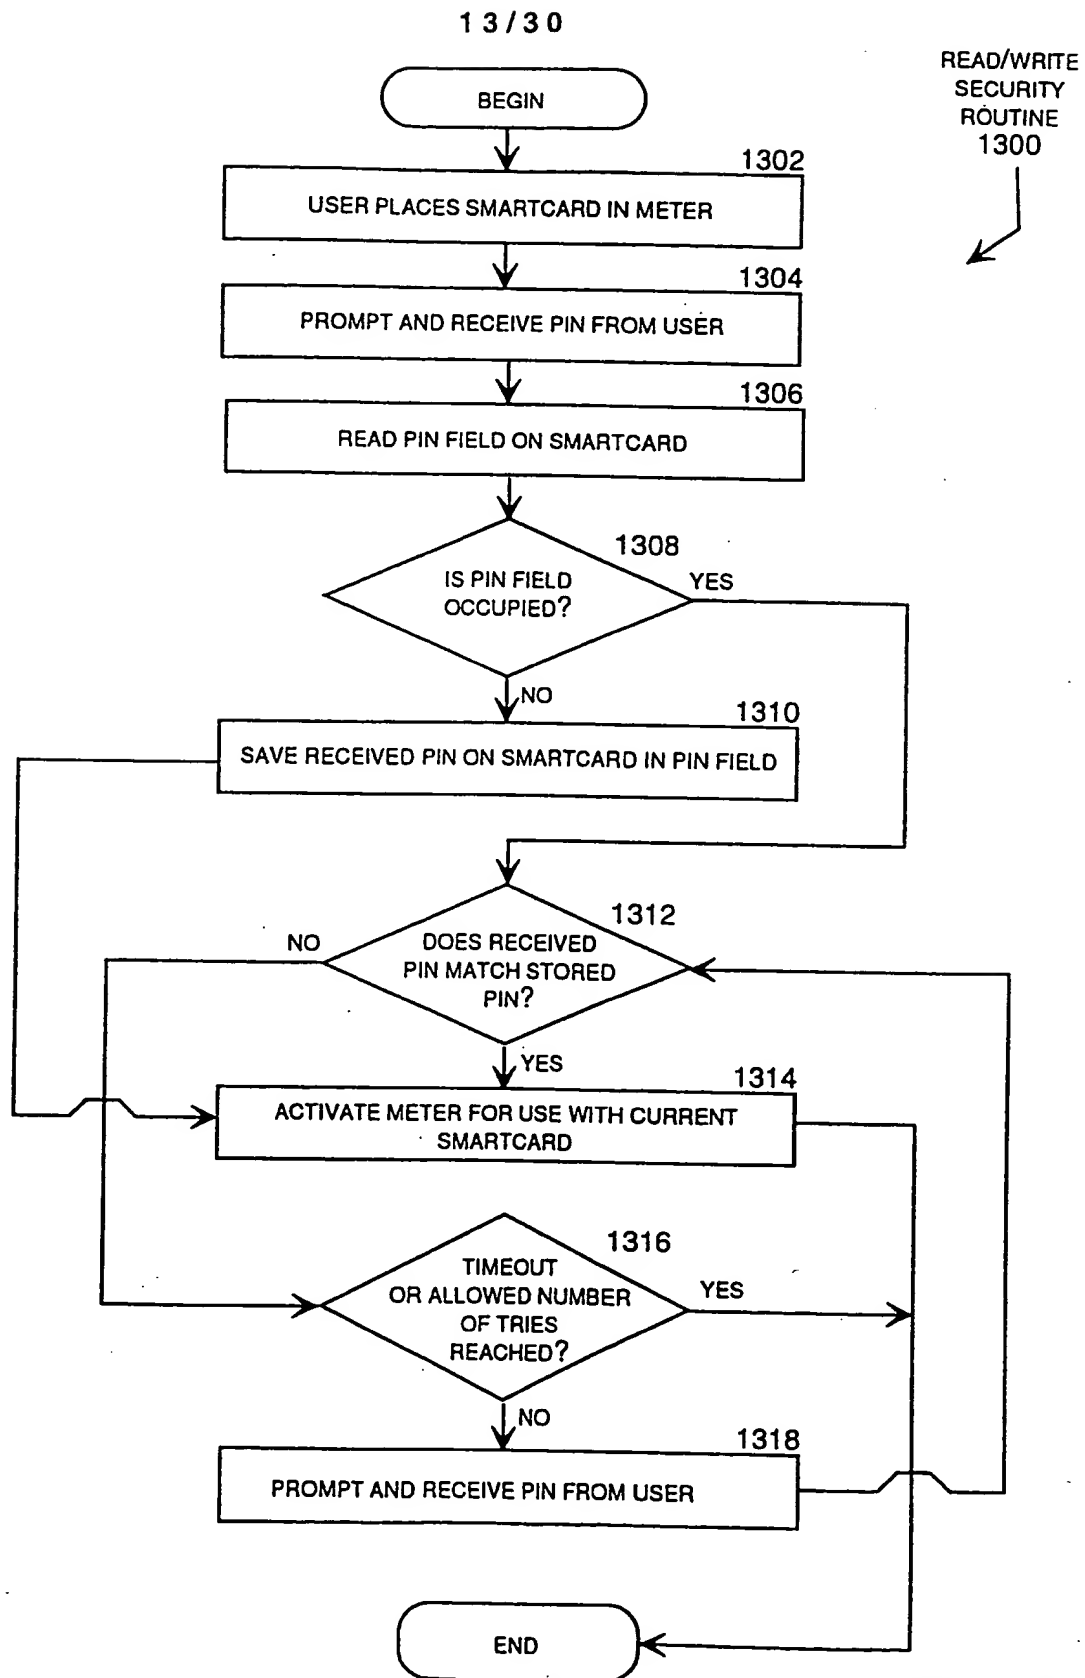 13/30
READ/WRITE
SECURITY
ROUTINE
1300
BEGIN
1302
USER PLACES SMARTCARD IN METER
1304
PROMPT AND RECEIVE PIN FROM USER
1306
READ PIN FIELD ON SMARTCARD
1308
IS PIN FIELD
OCCUPIED?
YES
NO
1310
SAVE RECEIVED PIN ON SMARTCARD IN PIN FIELD
1312
NO
DOES RECEIVED
PIN MATCH STORED
PIN?
YES
1314
ACTIVATE METER FOR USE WITH CURRENT
SMARTCARD
1316
TIMEOUT
OR ALLOWED NUMBER
OF TRIES
REACHED?
YES
NO
1318
PROMPT AND RECEIVE PIN FROM USER
END